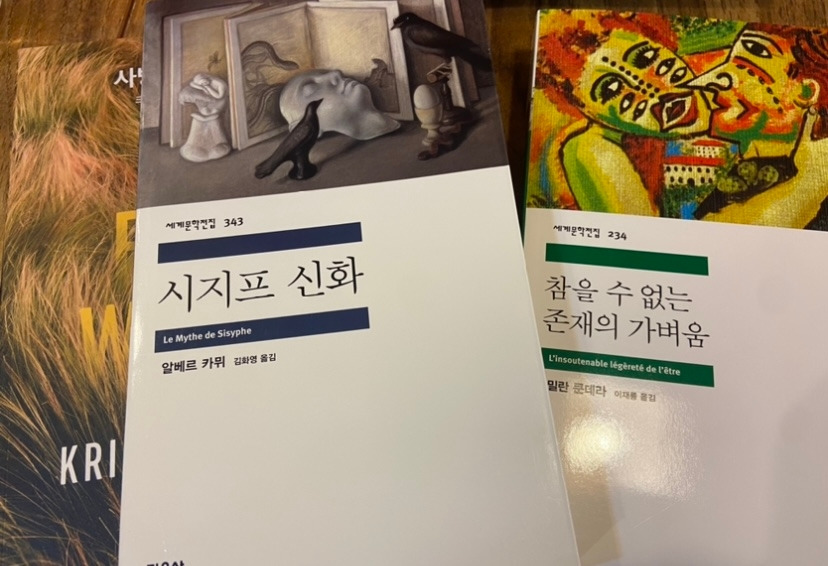 세계문학전집 343
시지프 신화
Le Mythe de Sisyphe
알베르 카뮈 김화영 옮김
세계문학전집 234
참을 수 없는
존재의 가벼움
L'insoutenable légèreté de l'être
밀란 쿤데라 이재룡 옮김
KRI